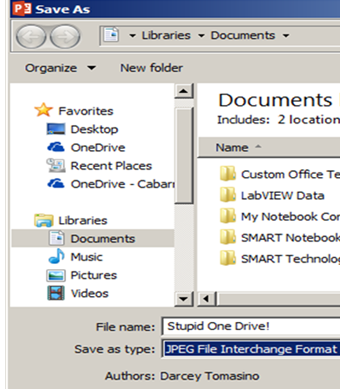 Save As
Libraries Documents
Organize New folder
Favorites
Desktop
OneDrive
Recent Places
OneDrive - Cabarr
Libraries
Documents
Music
Pictures
Videos
Documents
Includes: 2 location
Name
Custom Office Te
LabVIEW Data
My Notebook Cor
SMART Notebook
SMART Technolog
File name: Stupid One Drive!
Save as type: JPEG File Interchange Format
Authors: Darcey Tomasino